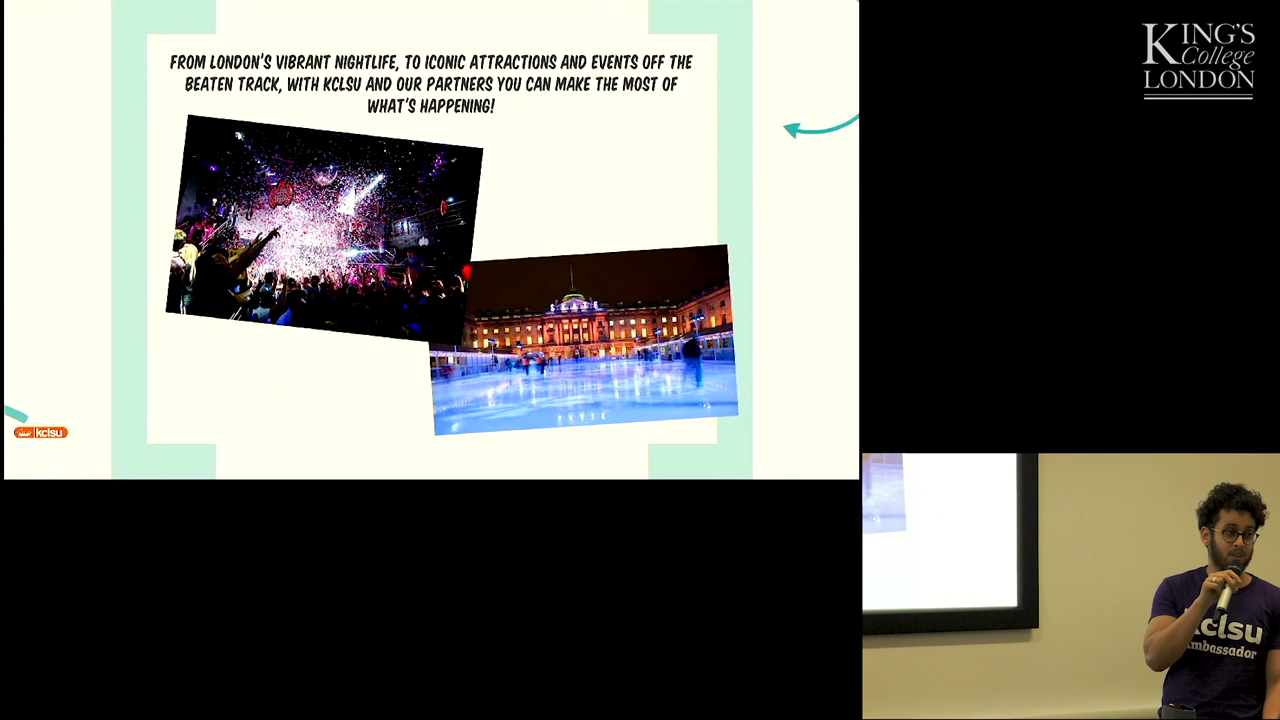 FROM LONDON'S VIBRANT NIGHTLIFE, TO ICONIC ATTRACTIONS AND EVENTS OFF THE
BEATEN TRACK, WITH KCLSU AND OUR PARTNERS YOU CAN MAKE THE MOST OF
WHAT'S HAPPENING!
kclsu
KING'S
College
LONDON
kclsu
Ambassador